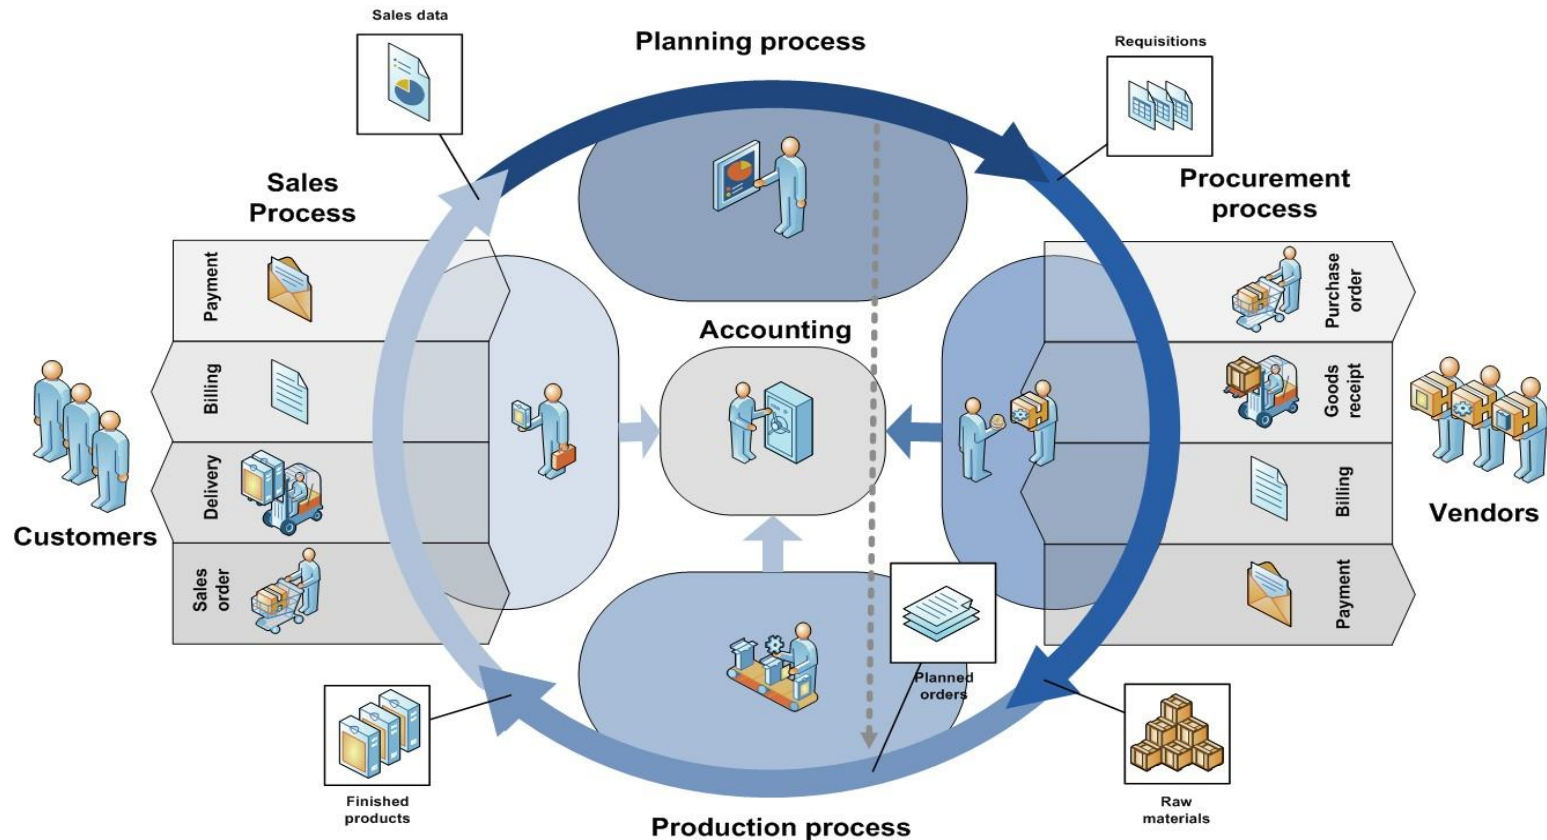 Sales data
Planning process
Requisitions
Sales
Process
Procurement
process
Payment
Billing
Delivery
Sales
order
Customers
Accounting
Purchase
order
Goods
receipt
Billing
Payment
Vendors
Planned
orders
Finished
products
Raw
materials
Production process